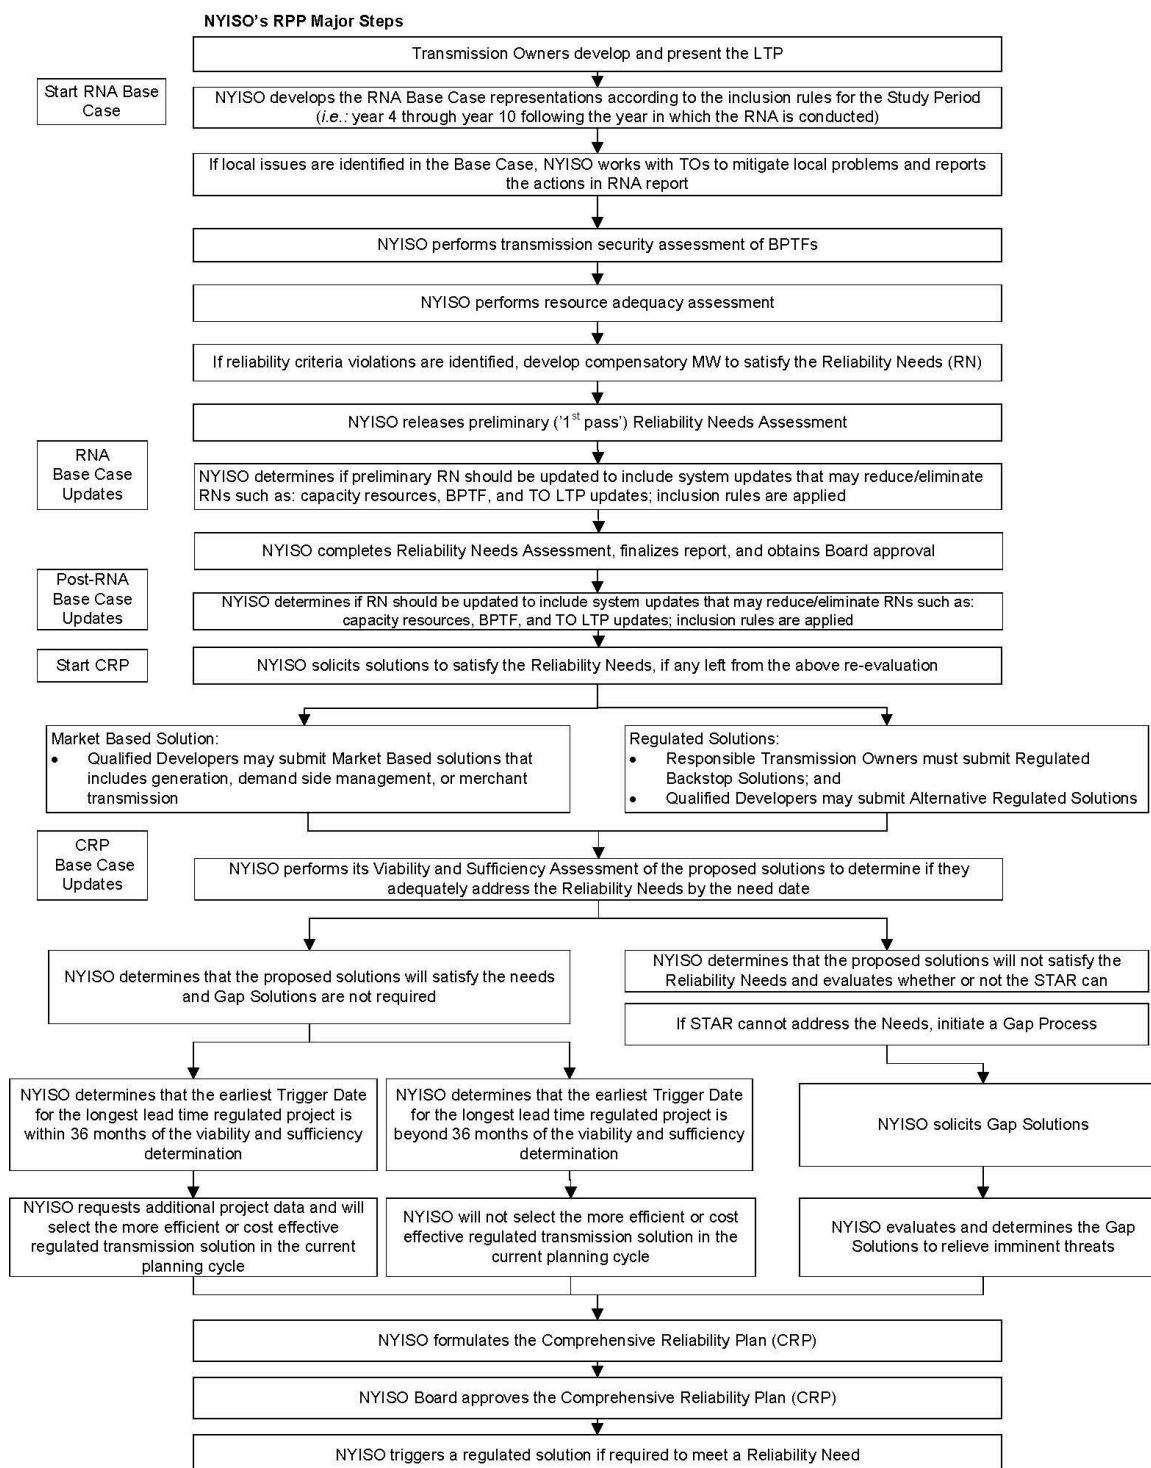 NYISO's RPP Major Steps
Transmission Owners develop and present the LTP
Start RNA Base
Case
NYISO develops the RNA Base Case representations according to the inclusion rules for the Study Period
(i.e.: year 4 through year 10 following the year in which the RNA is conducted)
If local issues are identified in the Base Case, NYISO works with TOs to mitigate local problems and reports
the actions in RNA report
NYISO performs transmission security assessment of BPTFs
NYISO performs resource adequacy assessment
If reliability criteria violations are identified, develop compensatory MW to satisfy the Reliability Needs (RN)
NYISO releases preliminary ('1st pass') Reliability Needs Assessment
RNA
Base Case
Updates
NYISO determines if preliminary RN should be updated to include system updates that may reduce/eliminate
RNs such as: capacity resources, BPTF, and TO LTP updates; inclusion rules are applied
NYISO completes Reliability Needs Assessment, finalizes report, and obtains Board approval
Post-RNA
Base Case
Updates
NYISO determines if RN should be updated to include system updates that may reduce/eliminate RNs such as:
capacity resources, BPTF, and TO LTP updates; inclusion rules are applied
Start CRP
NYISO solicits solutions to satisfy the Reliability Needs, if any left from the above re-evaluation
Market Based Solution:
• Qualified Developers may submit Market Based solutions that
includes generation, demand side management, or merchant
transmission
Regulated Solutions:
• Responsible Transmission Owners must submit Regulated
Backstop Solutions; and
• Qualified Developers may submit Alternative Regulated Solutions
CRP
Base Case
Updates
NYISO performs its Viability and Sufficiency Assessment of the proposed solutions to determine if they
adequately address the Reliability Needs by the need date
NYISO determines that the proposed solutions will satisfy the needs
and Gap Solutions are not required
NYISO determines that the proposed solutions will not satisfy the
Reliability Needs and evaluates whether or not the STAR can
If STAR cannot address the Needs, initiate a Gap Process
NYISO determines that the earliest Trigger Date
for the longest lead time regulated project is
within 36 months of the viability and sufficiency
determination
NYISO determines that the earliest Trigger Date
for the longest lead time regulated project is
beyond 36 months of the viability and sufficiency
determination
NYISO solicits Gap Solutions
NYISO requests additional project data and will
select the more efficient or cost effective
regulated transmission solution in the current
planning cycle
NYISO will not select the more efficient or cost
effective regulated transmission solution in the
current planning cycle
NYISO evaluates and determines the Gap
Solutions to relieve imminent threats
NYISO formulates the Comprehensive Reliability Plan (CRP)
NYISO Board approves the Comprehensive Reliability Plan (CRP)
NYISO triggers a regulated solution if required to meet a Reliability Need